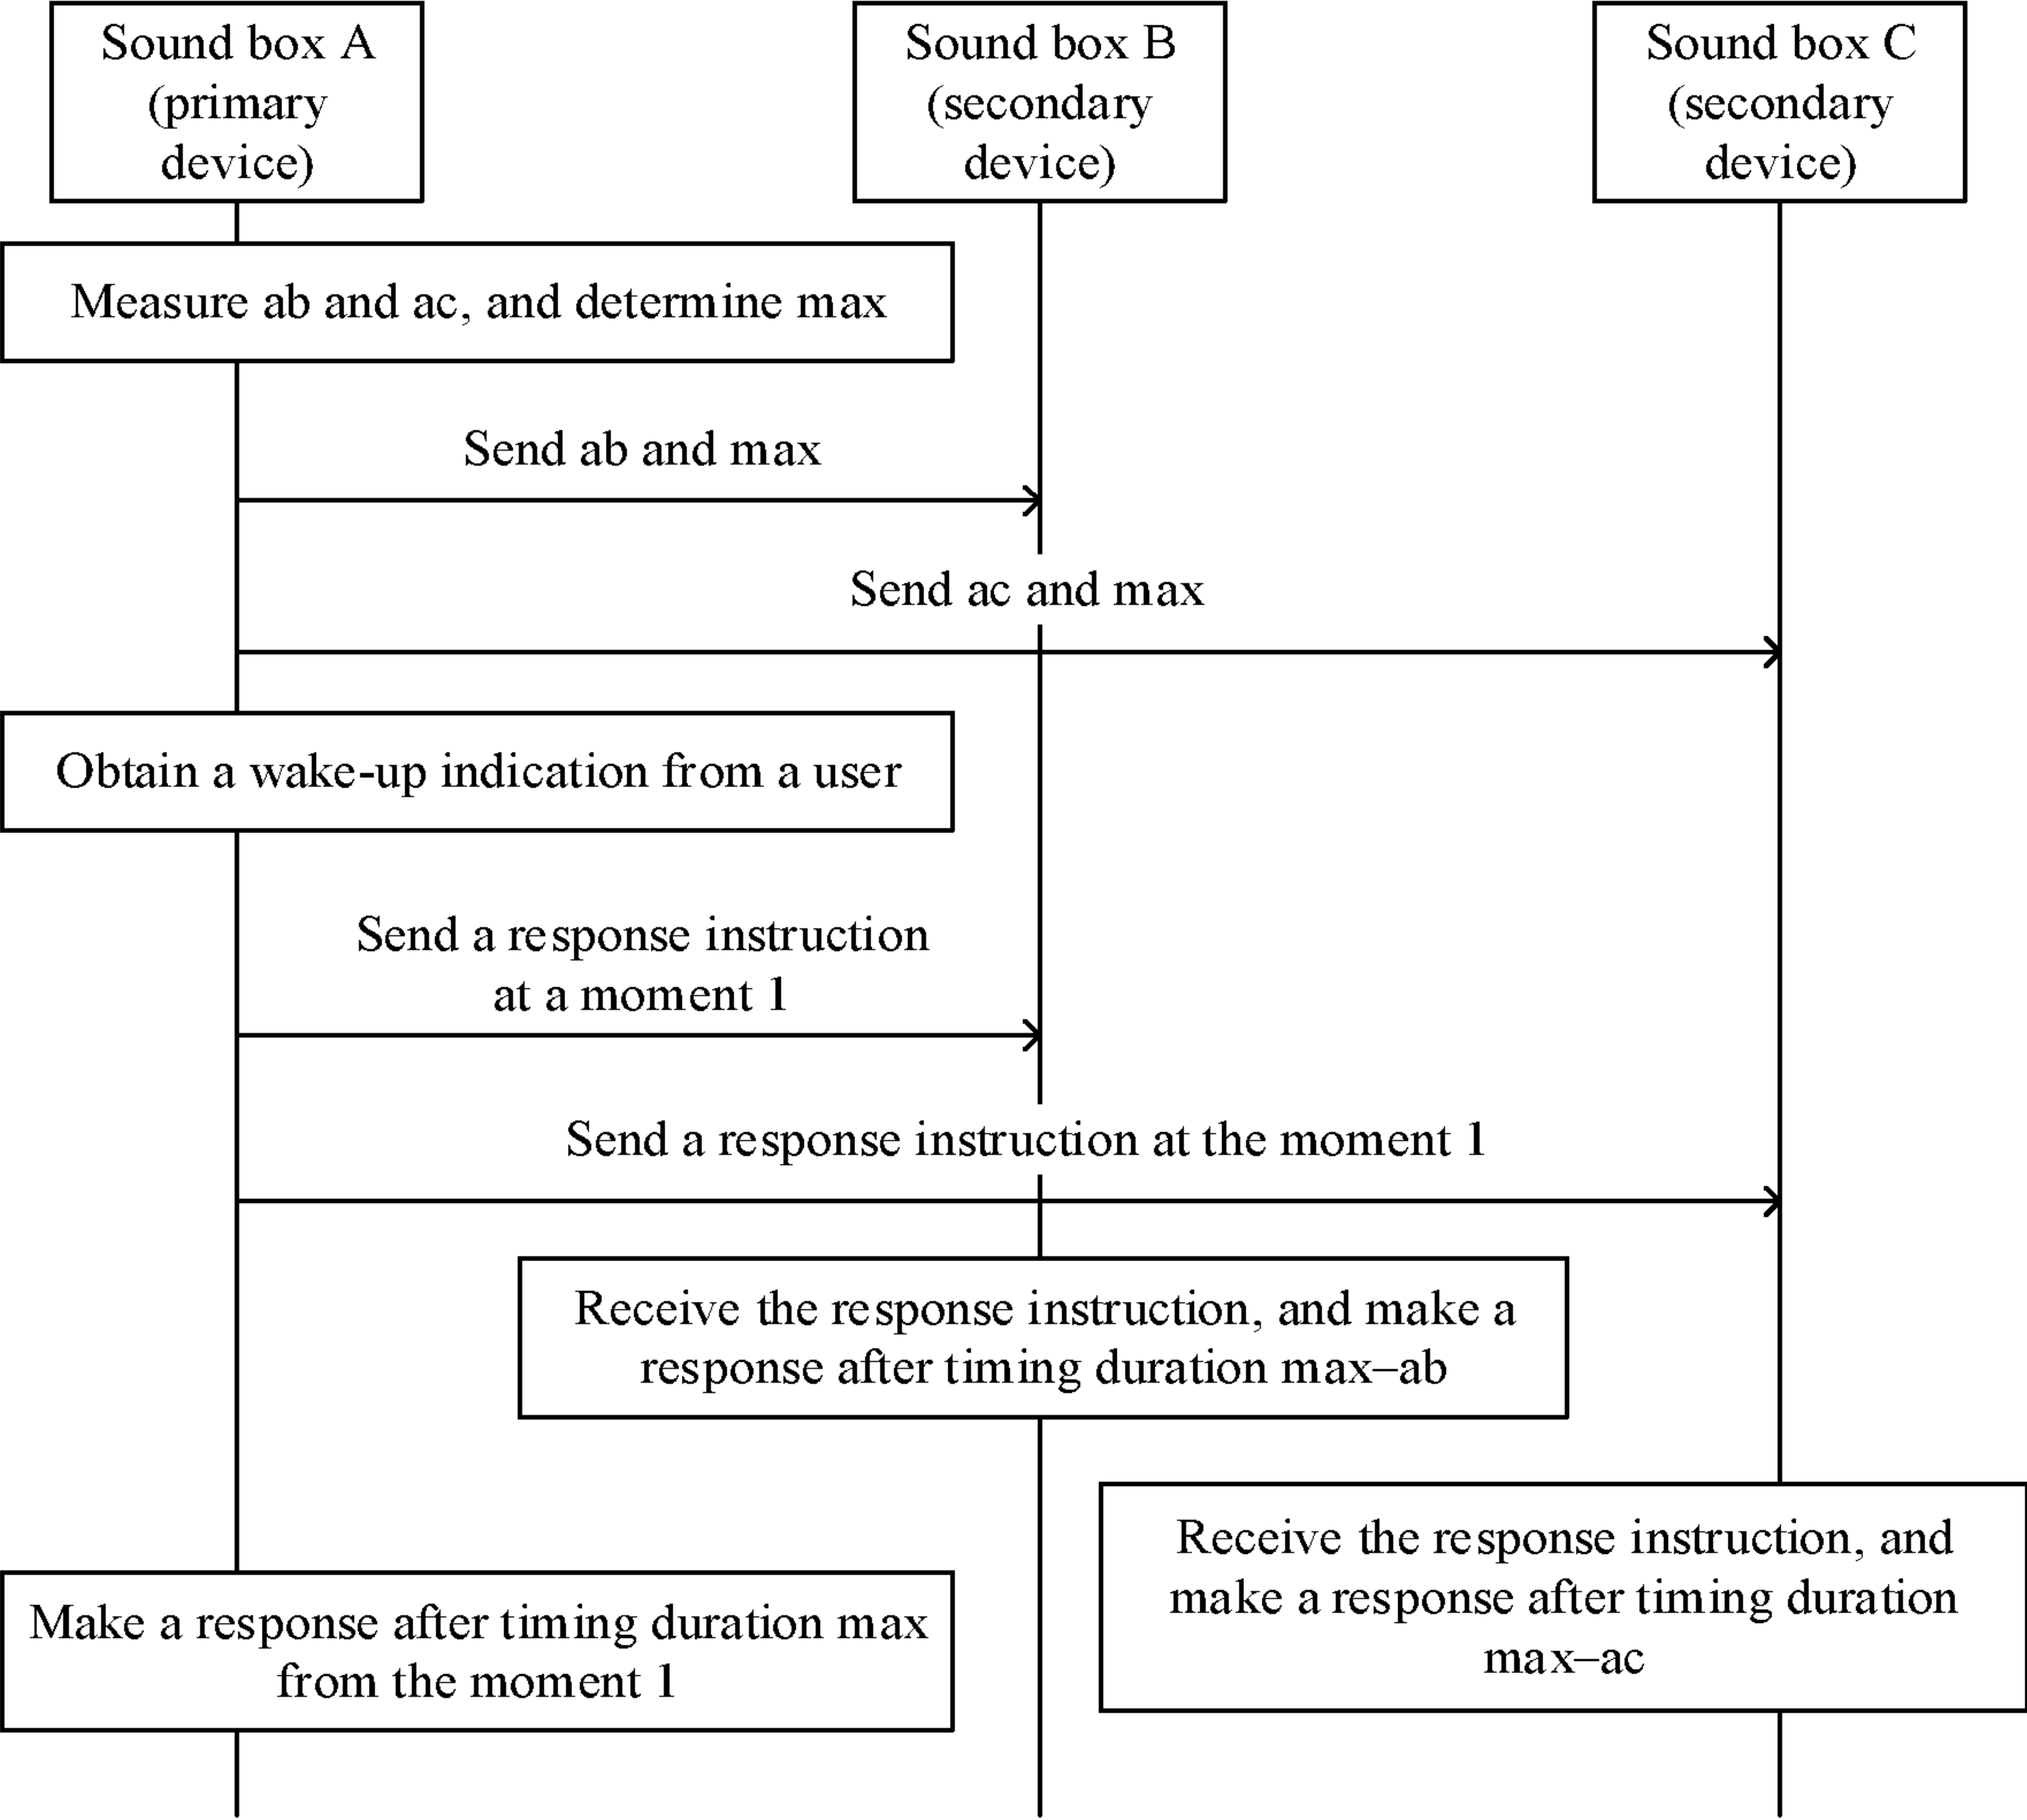 Sound box A
(primary
device)
Sound box B
(secondary
device)
Sound box C
(secondary
device)
Measure ab and ac, and determine max
Send ab and max
Send ac and max
Obtain a wake-up indication from a user
Send a response instruction
at a moment 1
Send a response instruction at the moment 1
Receive the response instruction, and make a
response after timing duration max–ab
Receive the response instruction, and
make a response after timing duration
max–ac
Make a response after timing duration max
from the moment 1